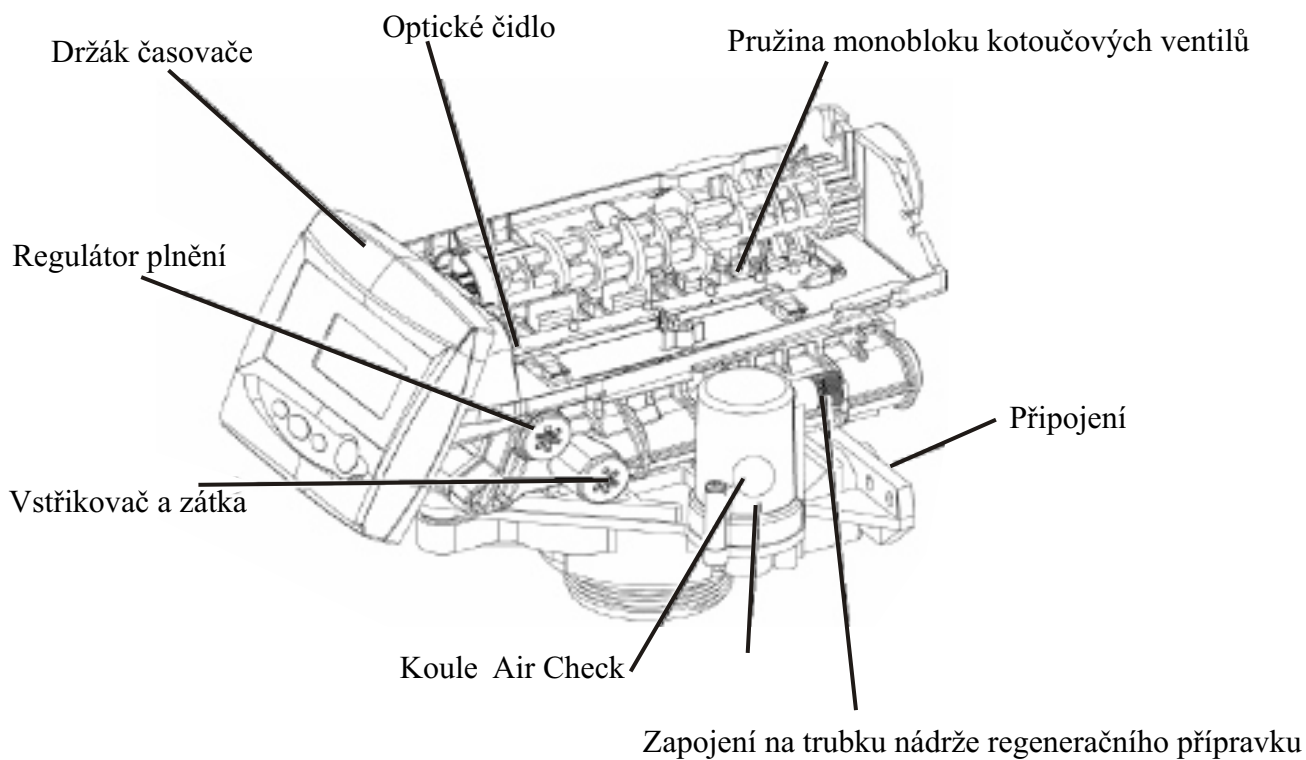 Optické čidlo
Držák časovače
Pružina monobloku kotoučových ventilů
Regulátor plnění
Připojení
Vstřikovač a zátka
Koule Air Check
Zapojení na trubku nádrže regeneračního přípravku